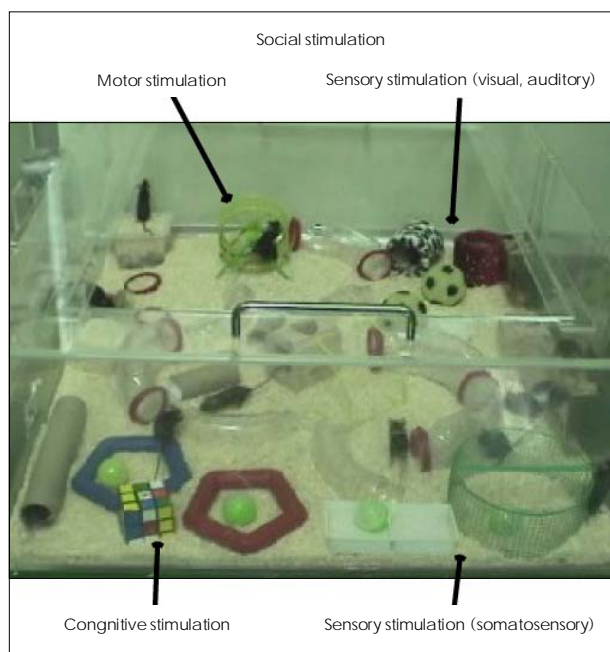 Social stimulation
Motor stimulation
Sensory stimulation (visual, auditory)
Congnitive stimulation
Sensory stimulation (somatosensory)